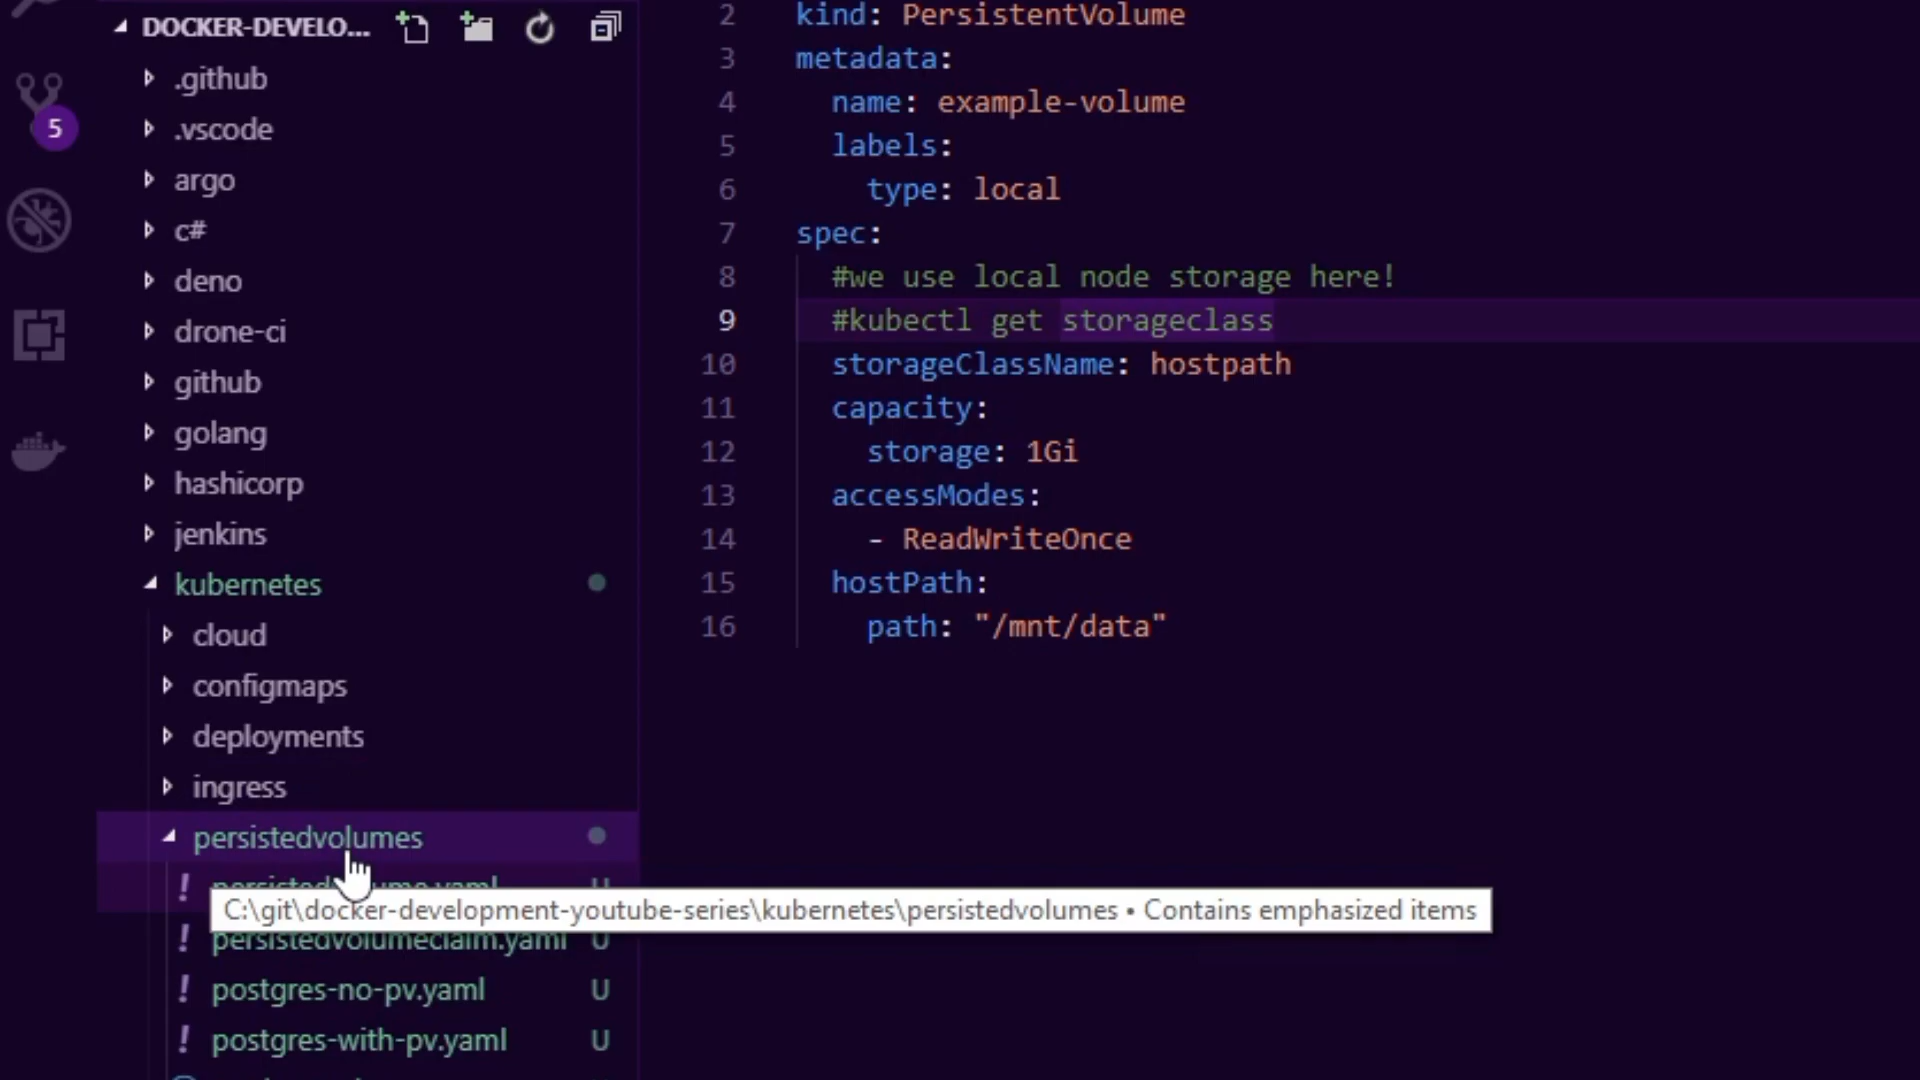 DOCKER-DEVELO...
.github
.vscode
5
argo
c#
deno
drone-ci
github
golang
hashicorp
jenkins
kubernetes
cloud
configmaps
deployments
ingress
persistedvolumes
C:\git\docker-development-youtube-series\kubernetes\persistedvolumes • Contains emphasized items
! persistedvolumeclaim.yaml U
! postgres-no-pv.yaml U
! postgres-with-pv.yaml U
2 kind: PersistentVolume
3 metadata:
4 name: example-volume
5 labels:
6 type: local
7 spec:
8 #we use local node storage here!
9 #kubectl get storageclass
10 storageClassName: hostpath
11 capacity:
12 storage: 1Gi
13 accessModes:
14 - ReadWriteOnce
15 hostPath:
16 path: "/mnt/data"